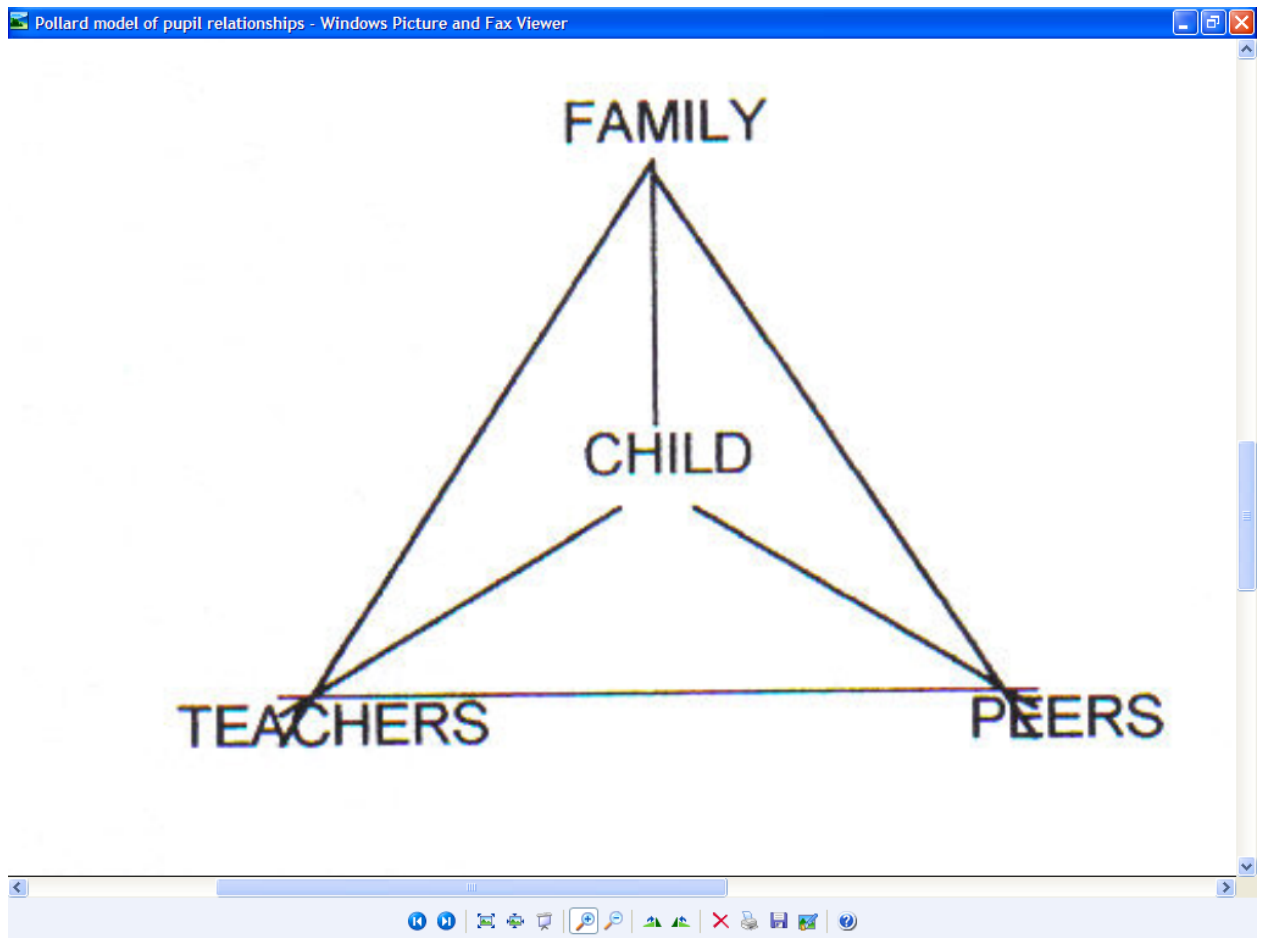 Pollard model of pupil relationships - Windows Picture and Fax Viewer
FAMILY
CHILD
TEACHERS
PEERS